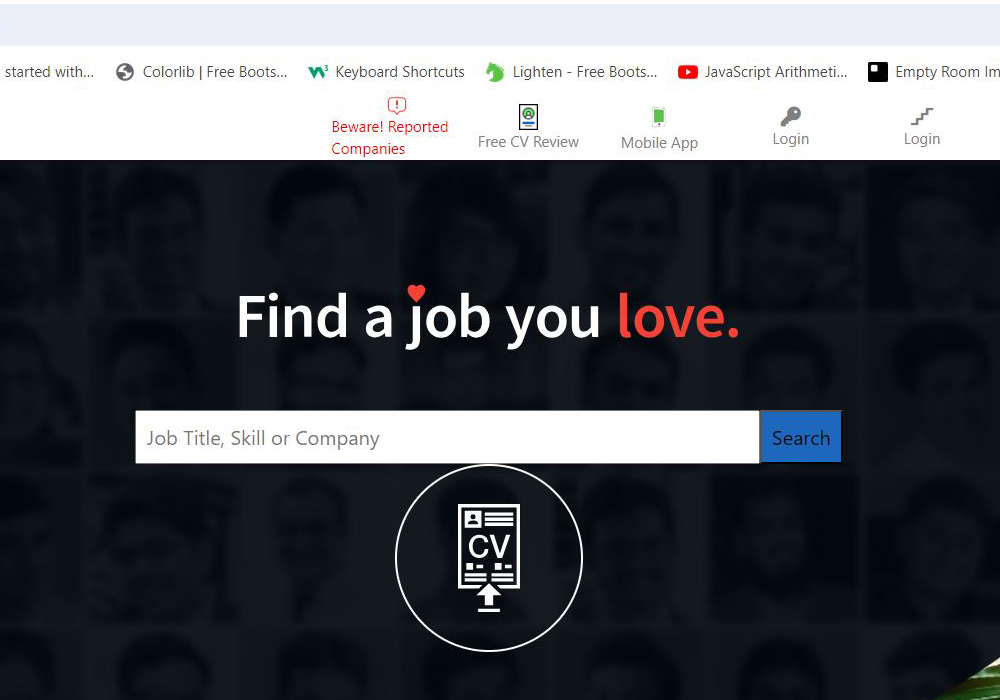 started with... Colorlib | Free Boots... Keyboard Shortcuts Lighten - Free Boots... JavaScript Arithmeti... Empty Room Im
Beware! Reported
Companies
Free CV Review
Mobile App
Login
Login
Find a job you love.
Job Title, Skill or Company
Search
CV